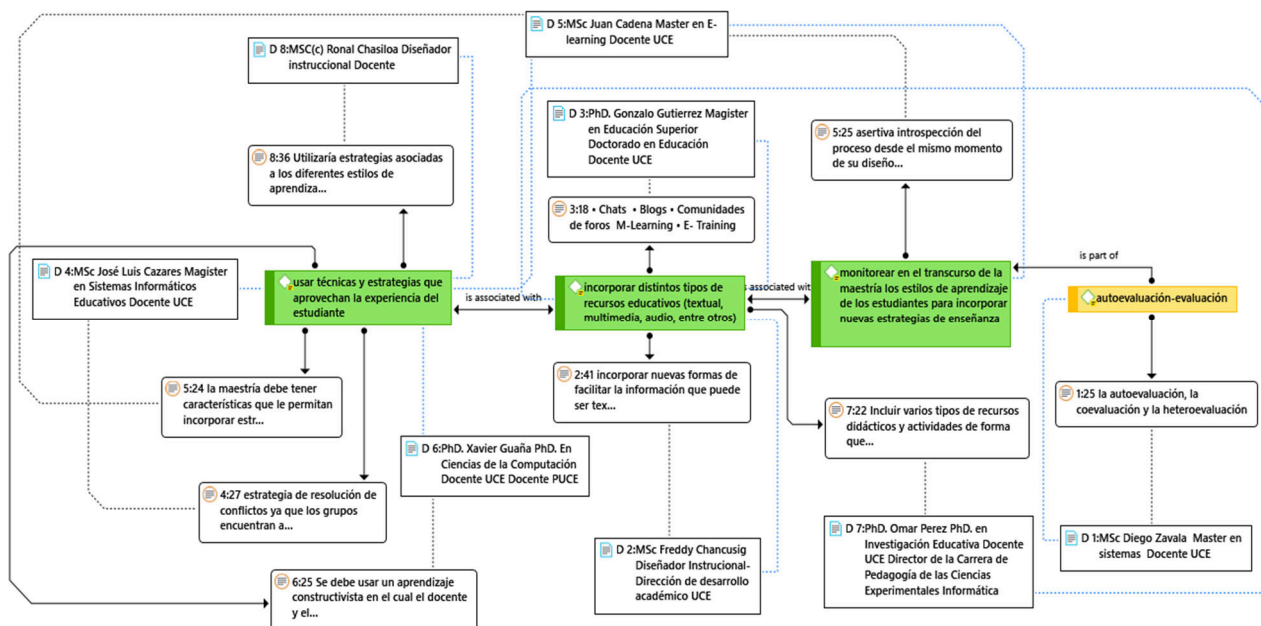 D 5:MSc Juan Cadena Master en E-
learning Docente UCE
D 8:MSC(c) Ronal Chasiloa Diseñador
instruccional Docente
D 3:PhD. Gonzalo Gutierrez Magister
en Educación Superior
Doctorado en Educación
Docente UCE
5:25 asertiva introspección del
proceso desde el mismo momento
de su diseño...
8:36 Utilizaría estrategias asociadas
a los diferentes estilos de
aprendiza...
3:18 • Chats • Blogs • Comunidades
de foros M-Learning • E- Training
is part of
D 4:MSc José Luis Cazares Magister
en Sistemas Informáticos
Educativos Docente UCE
usar técnicas y estrategias que
aprovechan la experiencia del
estudiante
is associated with
incorporar distintos tipos de
recursos educativos (textual,
multimedia, audio, entre otros)
is associated wit
monitorear en el transcurso de la
maestría los estilos de aprendizaje
de los estudiantes para incorporar
nuevas estrategias de enseñanza
autoevaluación-evaluación
5:24 la maestría debe tener
características que le permitan
incorporar estr...
2:41 incorporar nuevas formas de
facilitar la información que puede
ser tex...
7:22 Incluir varios tipos de recursos
didácticos y actividades de forma
que...
1:25 la autoevaluación, la
coevaluación y la heteroevaluación
D 6:PhD. Xavier Guaña PhD. En
Ciencias de la Computación
Docente UCE Docente PUCE
4:27 estrategia de resolución de
conflictos ya que los grupos
encuentran a...
D 2:MSc Freddy Chancusig
Diseñador Instrucional-
Dirección de desarrollo
académico UCE
D 7:PhD. Omar Perez PhD. en
Investigación Educativa Docente
UCE Director de la Carrera de
Pedagogía de las Ciencias
Experimentales Informática
D 1:MSc Diego Zavala Master en
sistemas Docente UCE
6:25 Se debe usar un aprendizaje
constructivista en el cual el docente
y el...